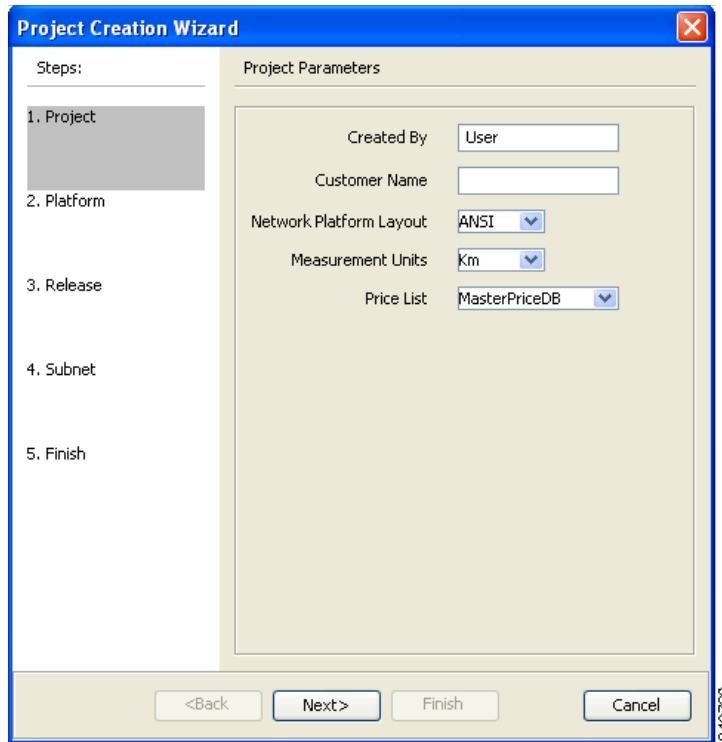 Project Creation Wizard
Steps:
Project Parameters
1. Project
2. Platform
3. Release
4. Subnet
5. Finish
Created By User
Customer Name
Network Platform Layout ANSI
Measurement Units Km
Price List MasterPriceDB
<Back Next> Finish Cancel